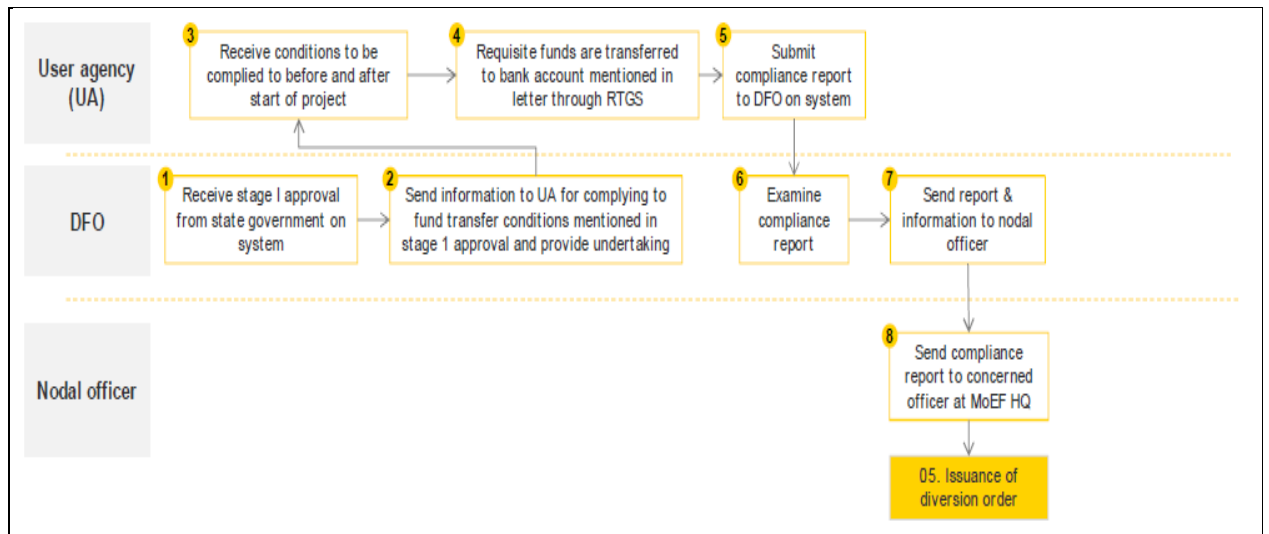 User agency
(UA)
3
Receive conditions to be
complied to before and after
start of project
4
Requisite funds are transferred
to bank account mentioned in
letter through RTGS
5
Submit
compliance report
to DFO on system
DFO
1
Receive stage I approval
from state government on
system
2
Send information to UA for complying to
fund transfer conditions mentioned in
stage 1 approval and provide undertaking
6
Examine
compliance
report
7
Send report &
information to nodal
officer
Nodal officer
8
Send compliance
report to concerned
officer at MoEF HQ
05. Issuance of
diversion order